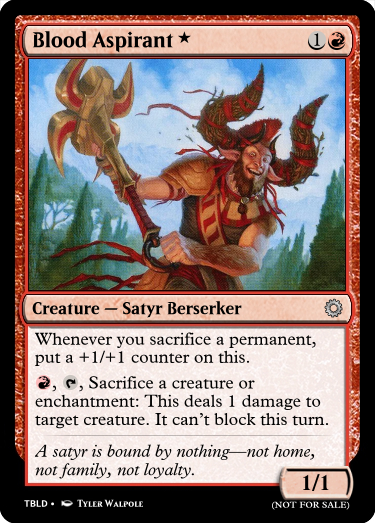 Blood Aspirant ★ 1
Creature — Satyr Berserker
Whenever you sacrifice a permanent,
put a +1/+1 counter on this.
, , Sacrifice a creature or
enchantment: This deals 1 damage to
target creature. It can't block this turn.
A satyr is bound by nothing—not home,
not family, not loyalty.
1/1
TBLD • Tyler Walpole
(NOT FOR SALE)